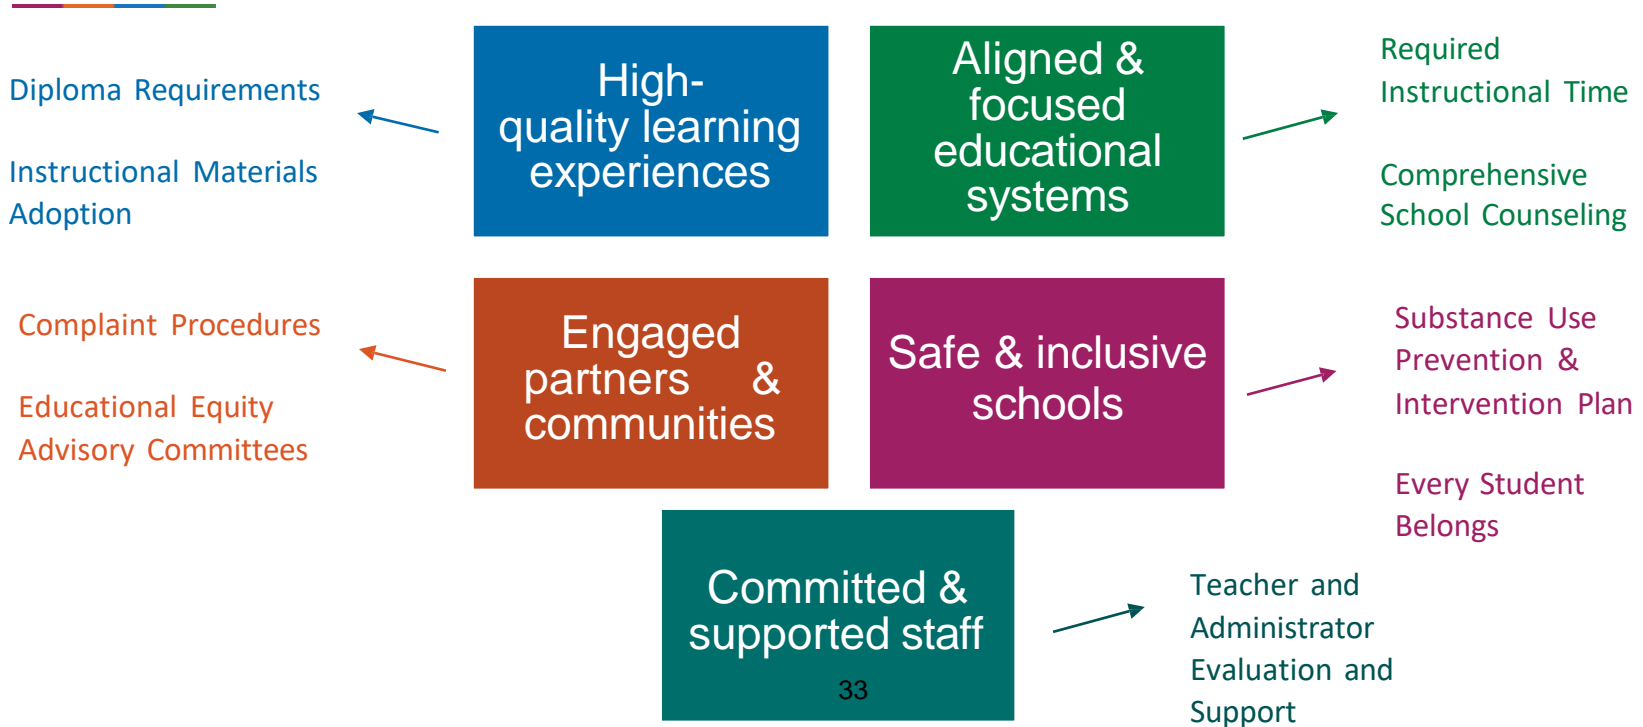 Diploma Requirements
Instructional Materials
Adoption
High-
quality learning
experiences
Aligned &
focused
educational
systems
Required
Instructional Time
Comprehensive
School Counseling
Complaint Procedures
Educational Equity
Advisory Committees
Engaged
partners &
communities
Safe & inclusive
schools
Substance Use
Prevention &
Intervention Plan
Every Student
Belongs
Committed &
supported staff
33
Teacher and
Administrator
Evaluation and
Support